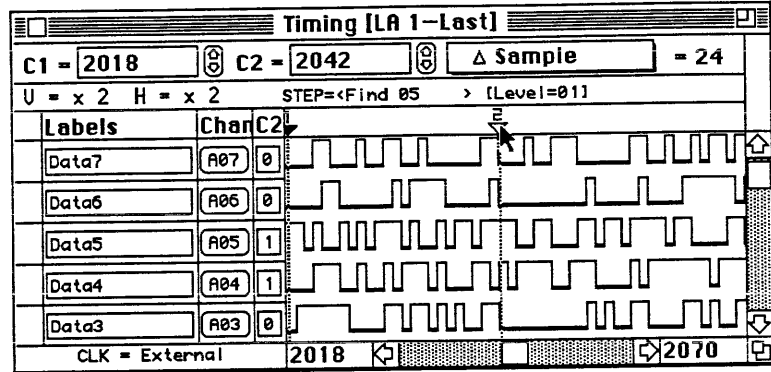 Timing [LA 1-Last]
C1 = 2018 C2 = 2042 Δ Sample = 24
V = x 2 H = x 2 STEP=<Find 05 > [Level=01]
1 2
Labels Chan C2
Data7 A07 0
Data6 A06 0
Data5 A05 1
Data4 A04 1
Data3 A03 0
CLK = External 2018 2070